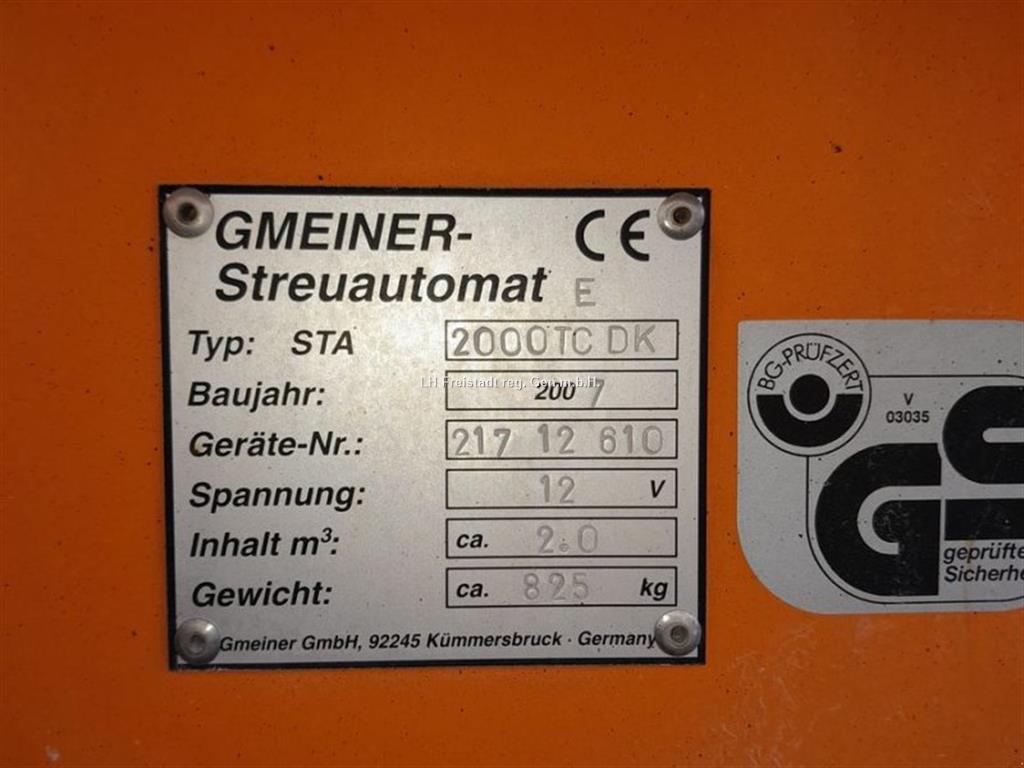 GMEINER- CE
Streuautomat E
Typ: STA 2000TC DK
Baujahr: 2007
LH Freistadt reg. Gen.m.b.H.
Geräte-Nr.: 217 12 610
Spannung: 12 V
Inhalt m³: ca. 2.0
Gewicht: ca. 825 kg
Gmeiner GmbH, 92245 Kümmersbruck · Germany
BG-PRÜFZERT
V
03035
GS
geprüfte
Sicherhe